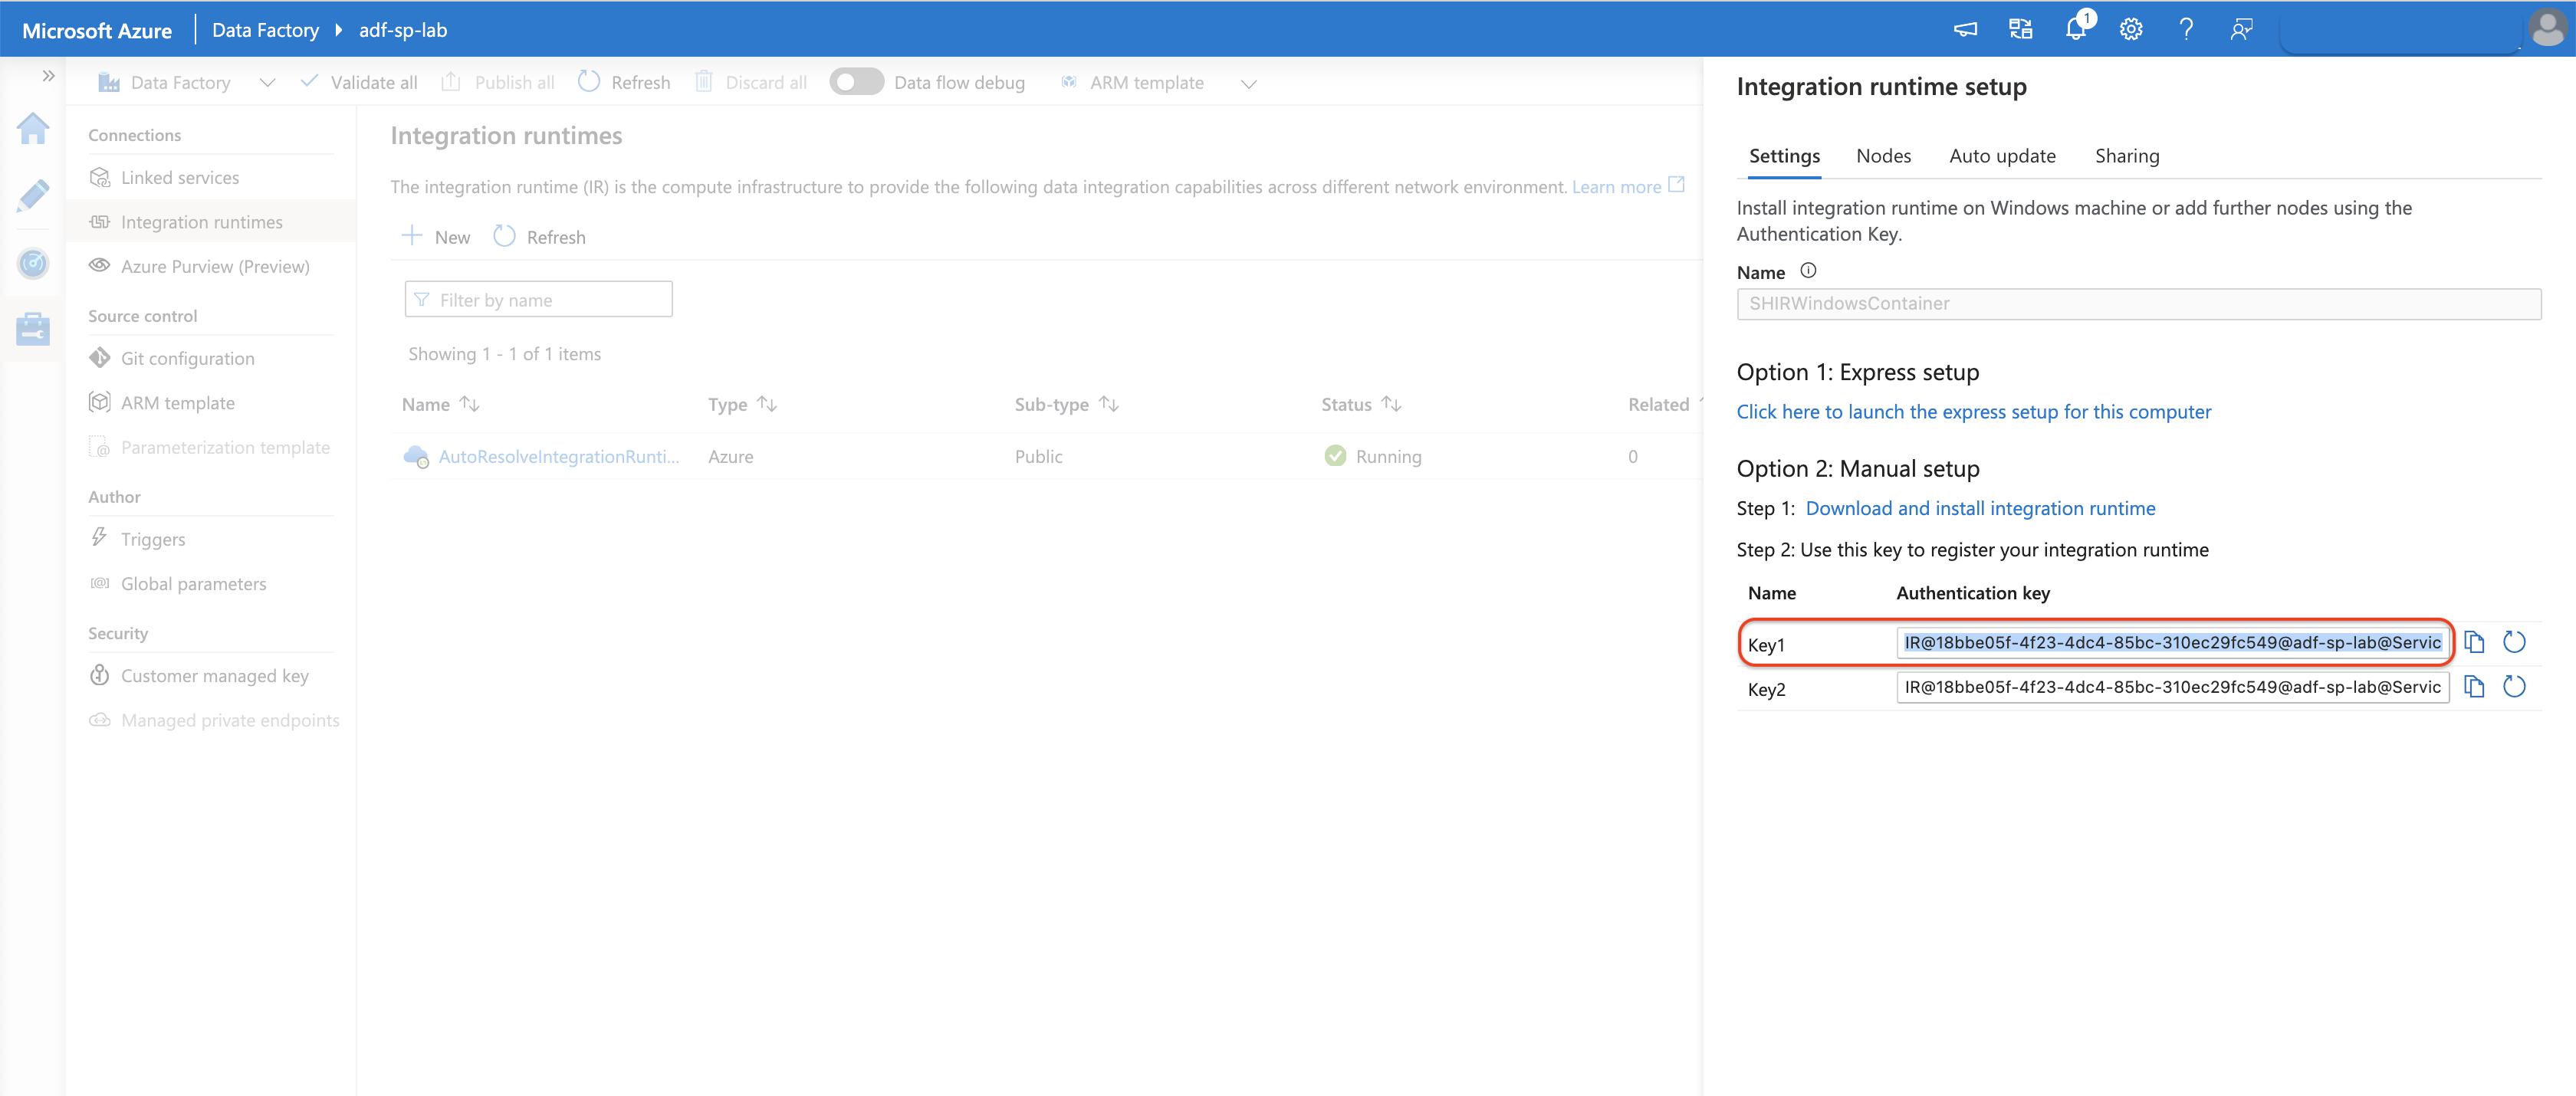 Microsoft Azure
Data Factory
adf-sp-lab
1
Data Factory
Validate all
Publish all
Refresh
Discard all
Data flow debug
ARM template
Connections
Linked services
Integration runtimes
Azure Purview (Preview)
Source control
Git configuration
ARM template
Parameterization template
Author
Triggers
Global parameters
Security
Customer managed key
Managed private endpoints
Integration runtimes
The integration runtime (IR) is the compute infrastructure to provide the following data integration capabilities across different network environment. Learn more
New
Refresh
Filter by name
Showing 1 - 1 of 1 items
Name Type Sub-type Status Related
AutoResolveIntegrationRunti... Azure Public Running 0
Integration runtime setup
Settings Nodes Auto update Sharing
Install integration runtime on Windows machine or add further nodes using the
Authentication Key.
Name
SHIRWindowsContainer
Option 1: Express setup
Click here to launch the express setup for this computer
Option 2: Manual setup
Step 1: Download and install integration runtime
Step 2: Use this key to register your integration runtime
Name Authentication key
Key1 IR@18bbe05f-4f23-4dc4-85bc-310ec29fc549@adf-sp-lab@Servic
Key2 IR@18bbe05f-4f23-4dc4-85bc-310ec29fc549@adf-sp-lab@Servic